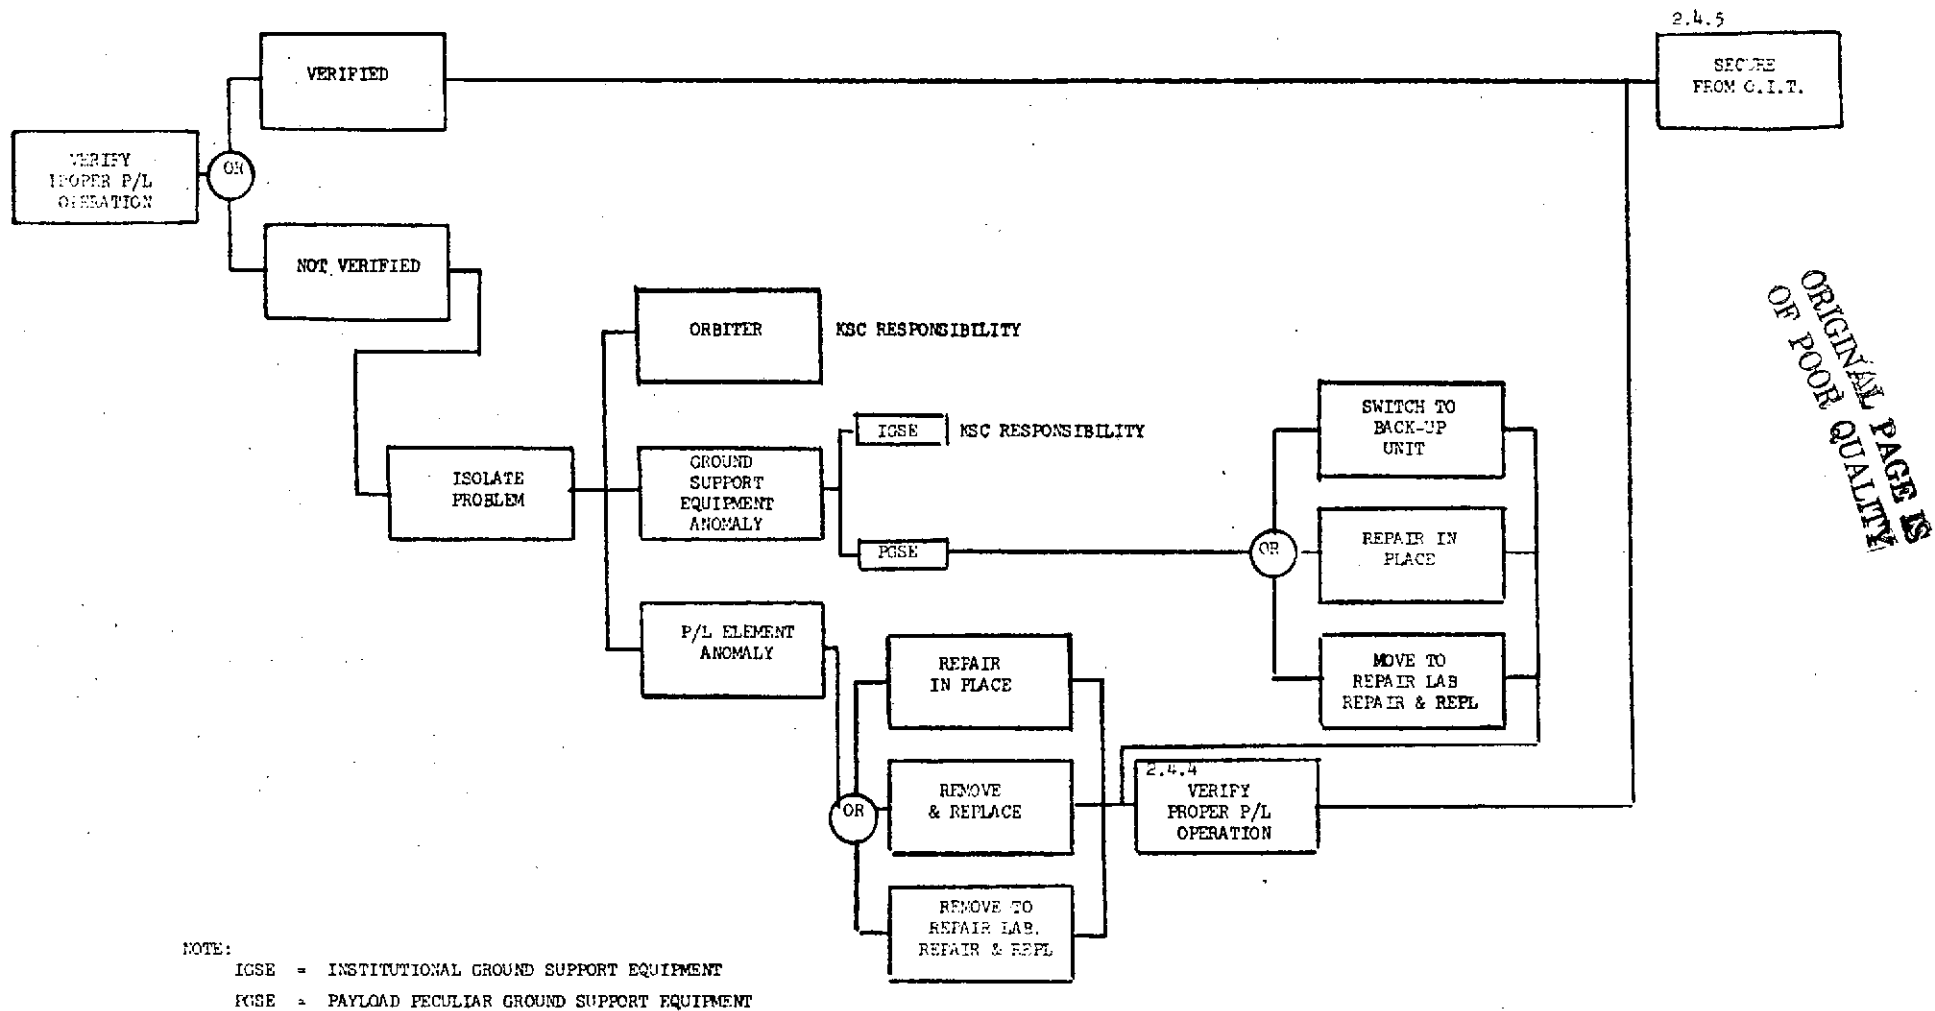 2.4.5
SECURE
FROM O.I.T.
VERIFIED
VERIFY
PROPER P/L
OPERATION
OR
NOT VERIFIED
ORBITER
KSC RESPONSIBILITY
IGSE
KSC RESPONSIBILITY
ISOLATE
PROBLEM
GROUND
SUPPORT
EQUIPMENT
ANOMALY
PGSE
OR
SWITCH TO
BACK-UP
UNIT
REPAIR IN
PLACE
MOVE TO
REPAIR LAB
REPAIR & REPL
P/L ELEMENT
ANOMALY
OR
REPAIR
IN PLACE
REMOVE
& REPLACE
REMOVE TO
REPAIR LAB.
REPAIR & REPL
2.4.4
VERIFY
PROPER P/L
OPERATION
ORIGINAL PAGE IS
OF POOR QUALITY
NOTE:
IGSE = INSTITUTIONAL GROUND SUPPORT EQUIPMENT
PGSE = PAYLOAD PECULIAR GROUND SUPPORT EQUIPMENT